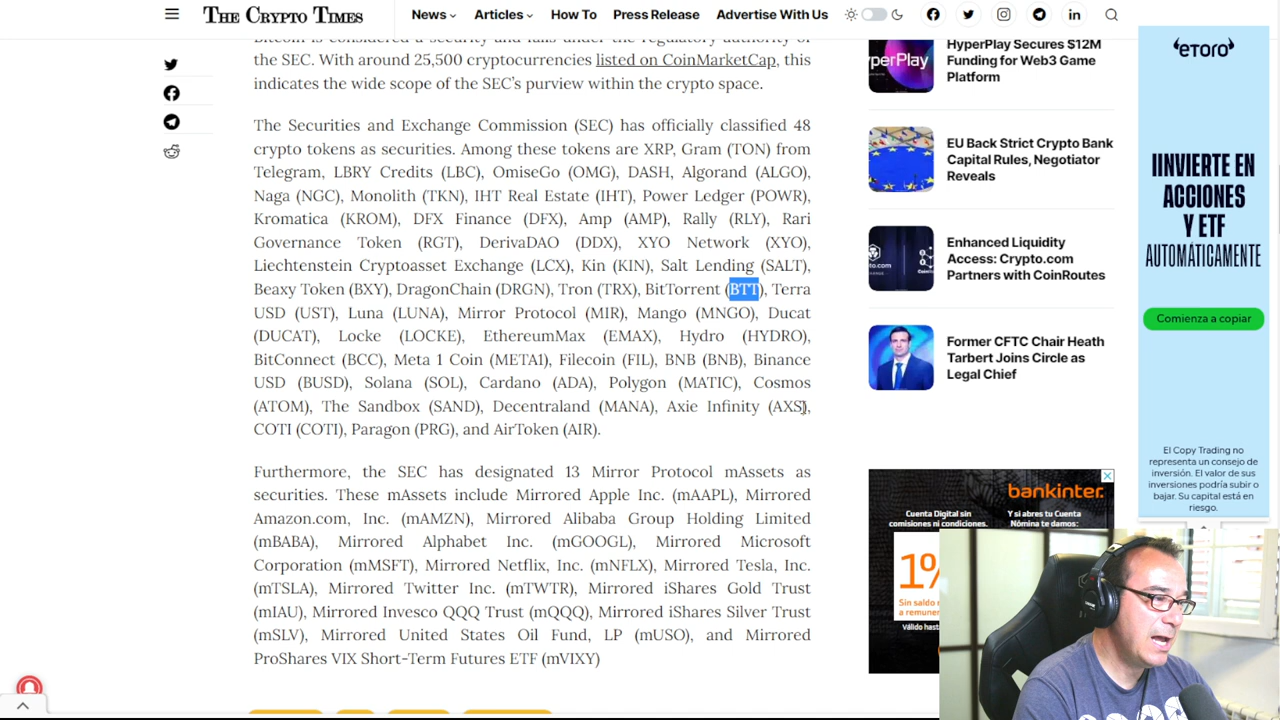 THE CRYPTO TIMES
News
Articles
How To
Press Release
Advertise With Us
the SEC. With around 25,500 cryptocurrencies listed on CoinMarketCap, this
indicates the wide scope of the SEC's purview within the crypto space.
The Securities and Exchange Commission (SEC) has officially classified 48
crypto tokens as securities. Among these tokens are XRP, Gram (TON) from
Telegram, LBRY Credits (LBC), OmiseGo (OMG), DASH, Algorand (ALGO),
Naga (NGC), Monolith (TKN), IHT Real Estate (IHT), Power Ledger (POWR),
Kromatica (KROM), DFX Finance (DFX), Amp (AMP), Rally (RLY), Rari
Governance Token (RGT), DerivaDAO (DDX), XYO Network (XYO),
Liechtenstein Cryptoasset Exchange (LCX), Kin (KIN), Salt Lending (SALT),
Beaxy Token (BXY), DragonChain (DRGN), Tron (TRX), BitTorrent (BTT), Terra
USD (UST), Luna (LUNA), Mirror Protocol (MIR), Mango (MNGO), Ducat
(DUCAT), Locke (LOCKE), EthereumMax (EMAX), Hydro (HYDRO),
BitConnect (BCC), Meta 1 Coin (META1), Filecoin (FIL), BNB (BNB), Binance
USD (BUSD), Solana (SOL), Cardano (ADA), Polygon (MATIC), Cosmos
(ATOM), The Sandbox (SAND), Decentraland (MANA), Axie Infinity (AXS),
COTI (COTI), Paragon (PRG), and AirToken (AIR).
Furthermore, the SEC has designated 13 Mirror Protocol mAssets as
securities. These mAssets include Mirrored Apple Inc. (mAAPL), Mirrored
Amazon.com, Inc. (mAMZN), Mirrored Alibaba Group Holding Limited
(mBABA), Mirrored Alphabet Inc. (mGOOGL), Mirrored Microsoft
Corporation (mMSFT), Mirrored Netflix, Inc. (mNFLX), Mirrored Tesla, Inc.
(mTSLA), Mirrored Twitter Inc. (mTWTR), Mirrored iShares Gold Trust
(mIAU), Mirrored Invesco QQQ Trust (mQQQ), Mirrored iShares Silver Trust
(mSLV), Mirrored United States Oil Fund, LP (mUSO), and Mirrored
ProShares VIX Short-Term Futures ETF (mVIXY)
HyperPlay Secures $12M
Funding for Web3 Game
Platform
EU Back Strict Crypto Bank
Capital Rules, Negotiator
Reveals
Enhanced Liquidity
Access: Crypto.com
Partners with CoinRoutes
Former CFTC Chair Heath
Tarbert Joins Circle as
Legal Chief
bankinter.
Cuenta Digital sin
comisiones ni condiciones.
Y si abres tu Cuenta
Nómina te damos:
eToro
IINVIERTE EN
ACCIONES
Y ETF
AUTOMÁTICAMENTE
Comienza a copiar
El Copy Trading no
representa un consejo de
inversión. El valor de sus
inversiones podría subir o
bajar. Su capital está en
riesgo.